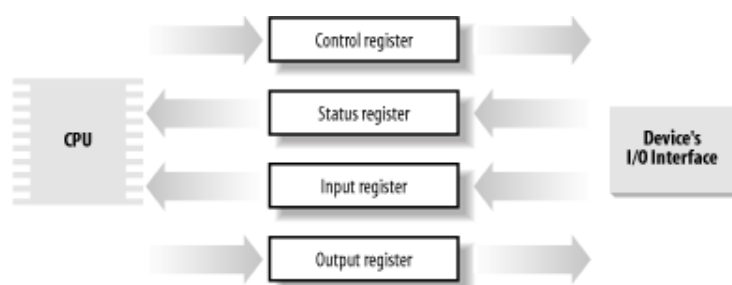 Control register
Status register
CPU
Device's
I/O Interface
Input register
Output register